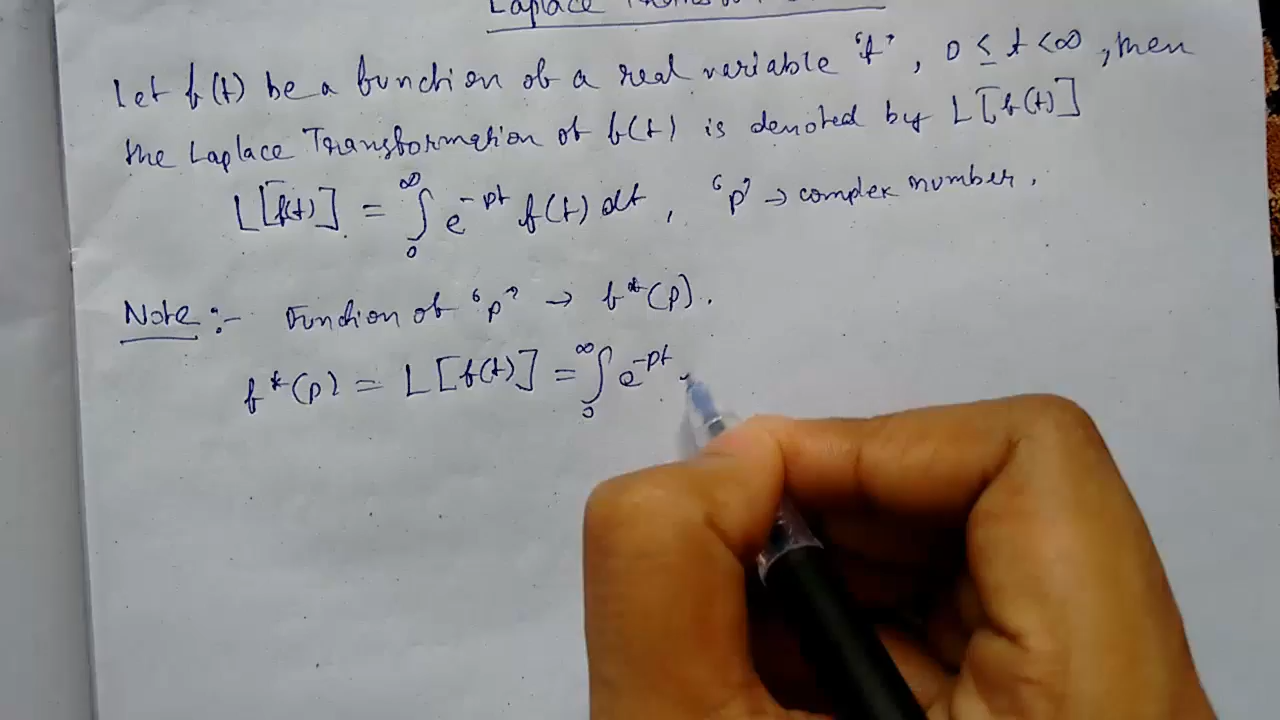 Laplace
Let f(t) be a function of a real variable 't', 0 ≤ t < ∞, then
the Laplace Transformation of f(t) is denoted by L[f(t)]
L[f(t)] = ∫₀^∞ e^{-pt} f(t) dt, 'p' → complex number.
Note :- Function of 'p' → f*(p).
f*(p) = L[f(t)] = ∫₀^∞ e^{-pt}